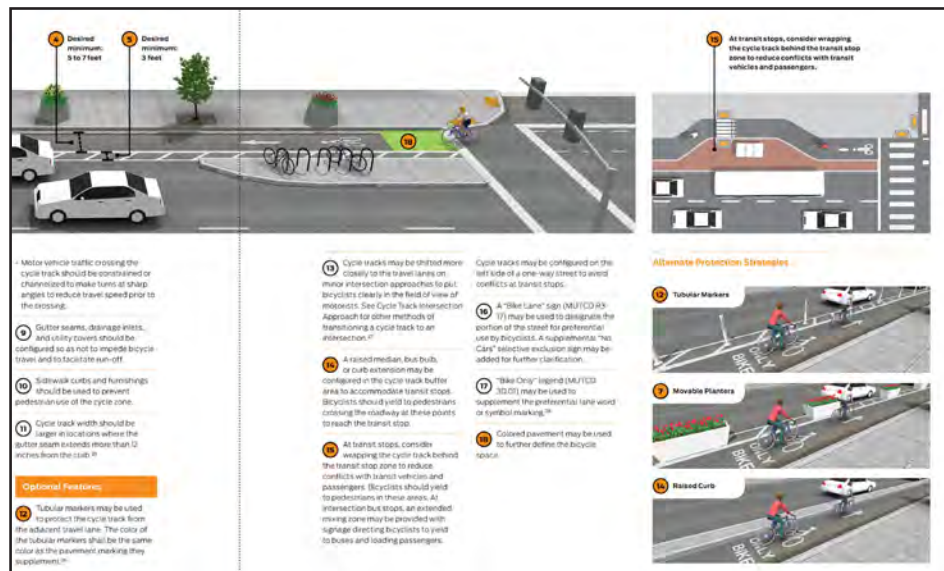 4 Desired
minimum:
5 to 7 feet
5 Desired
minimum:
3 feet
18
15 At transit stops, consider wrapping
the cycle track behind the transit stop
zone to reduce conflicts with transit
vehicles and passengers.
- Motor vehicle traffic crossing the
cycle track should be constrained or
channelized to make turns at sharp
angles to reduce travel speed prior to
the crossing.
9 Gutter seams, drainage inlets,
and utility covers should be
configured so as not to impede bicycle
travel and to facilitate run-off.
10 Sidewalk curbs and furnishings
should be used to prevent
pedestrian use of the cycle zone.
11 Cycle track width should be
larger in locations where the
gutter seam extends more than 12
inches from the curb.
Optional Features
12 Tubular markers may be used
to protect the cycle track from
the adjacent travel lane. The color of
the tubular markers shall be the same
color as the pavement marking they
supplement.
13 Cycle tracks may be shifted more
closely to the travel lanes on
minor intersection approaches to put
bicyclists clearly in the field of view of
motorists. See Cycle Track Intersection
Approach for other methods of
transitioning a cycle track to an
intersection.
14 A raised median, bus bulb,
or curb extension may be
configured in the cycle track buffer
area to accommodate transit stops.
Bicyclists should yield to pedestrians
crossing the roadway at these points
to reach the transit stop.
15 At transit stops, consider
wrapping the cycle track behind
the transit stop zone to reduce
conflicts with transit vehicles and
passengers. Bicyclists should yield
to pedestrians in these areas. At
intersection bus stops, an extended
mixing zone may be provided with
signage directing bicyclists to yield
to buses and loading passengers.
Cycle tracks may be configured on the
left side of a one-way street to avoid
conflicts at transit stops.
16 A "Bike Lane" sign (MUTCD R3-
17) may be used to designate the
portion of the street for preferential
use by bicyclists. A supplemental "No
Cars" selective exclusion sign may be
added for further clarification.
17 "Bike Only" legend (MUTCD
3D.01) may be used to
supplement the preferential lane word
or symbol marking.
18 Colored pavement may be used
to further define the bicycle
space.
Alternate Protection Strategies
12 Tubular Markers
ONLY
BIKE
7 Movable Planters
ONLY
BIKE
14 Raised Curb
ONLY
BIKE